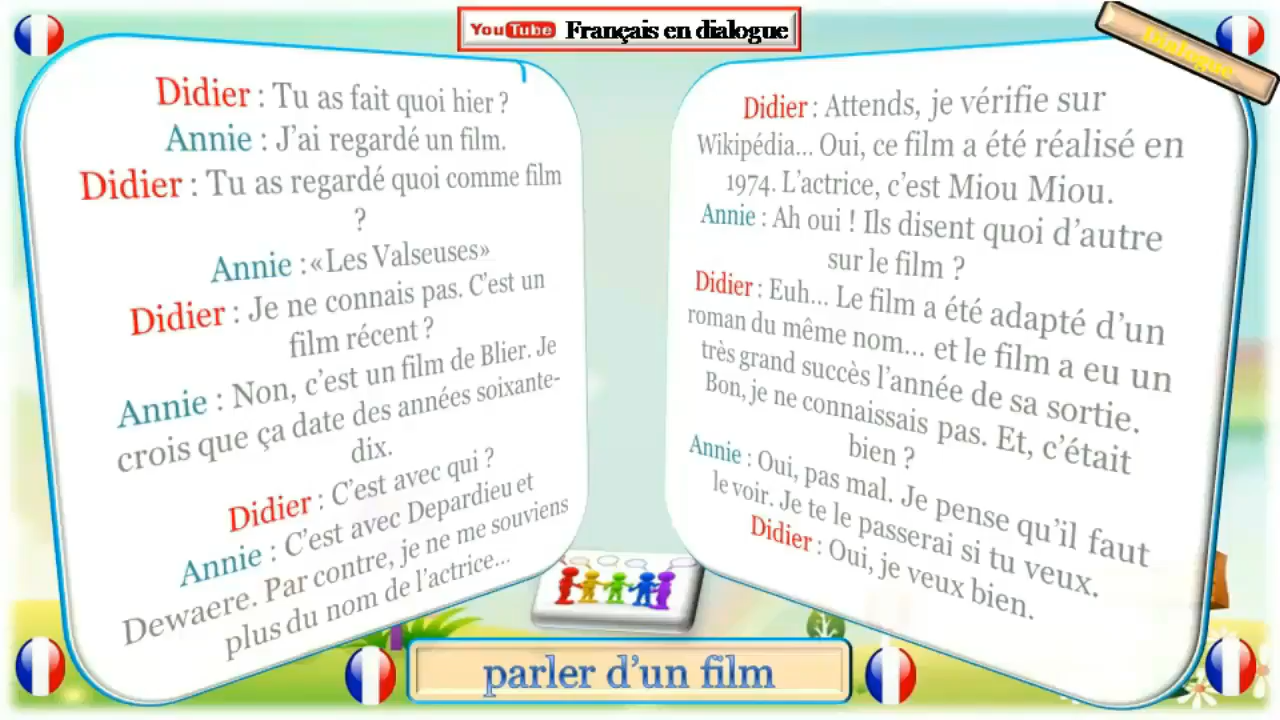 YouTube Français en dialogue
Dialogue
Didier : Tu as fait quoi hier ?
Annie : J'ai regardé un film.
Didier : Tu as regardé quoi comme film
?
Annie : «Les Valseuses»
Didier : Je ne connais pas. C'est un
film récent ?
Annie : Non, c'est un film de Blier. Je
crois que ça date des années soixante-
dix.
Didier : C'est avec qui ?
Annie : C'est avec Depardieu et
Dewaere. Par contre, je ne me souviens
plus du nom de l'actrice...
Didier : Attends, je vérifie sur
Wikipédia... Oui, ce film a été réalisé en
1974. L'actrice, c'est Miou Miou.
Annie : Ah oui ! Ils disent quoi d'autre
sur le film ?
Didier : Euh... Le film a été adapté d'un
roman du même nom... et le film a eu un
très grand succès l'année de sa sortie.
Bon, je ne connaissais pas. Et, c'était
bien ?
Annie : Oui, pas mal. Je pense qu'il faut
le voir. Je te le passerai si tu veux.
Didier : Oui, je veux bien.
parler d'un film